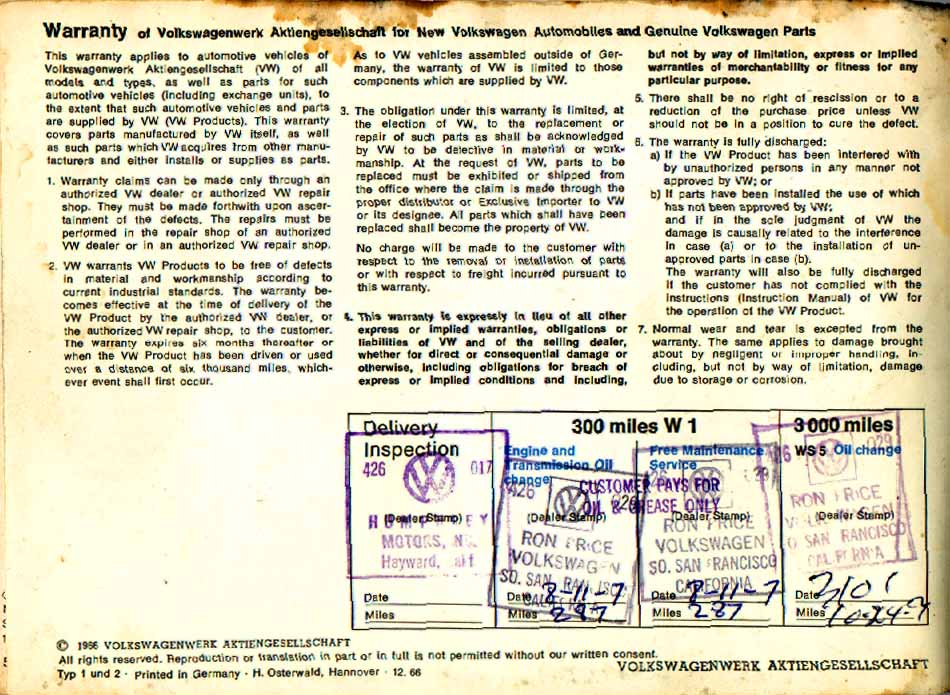 Warranty of Volkswagenwerk Aktiengesellschaft for New Volkswagen Automobiles and Genuine Volkswagen Parts
This warranty applies to automotive vehicles of
Volkswagenwerk Aktiengesellschaft (VW) of all
models and types, as well as parts for such
automotive vehicles (including exchange units), to
the extent that such automotive vehicles and parts
are supplied by VW (VW Products). This warranty
covers parts manufactured by VW itself, as well
as such parts which VW acquires from other manu-
facturers and either installs or supplies as parts.
1. Warranty claims can be made only through an
authorized VW dealer or authorized VW repair
shop. They must be made forthwith upon ascer-
tainment of the defects. The repairs must be
performed in the repair shop of an authorized
VW dealer or in an authorized VW repair shop.
2. VW warrants VW Products to be free of defects
in material and workmanship according to
current industrial standards. The warranty be-
comes effective at the time of delivery of the
VW Product by the authorized VW dealer, or
the authorized VW repair shop, to the customer.
The warranty expires six months thereafter or
when the VW Product has been driven or used
over a distance of six thousand miles, which-
ever event shall first occur.
As to VW vehicles assembled outside of Ger-
many, the warranty of VW is limited to those
components which are supplied by VW.
3. The obligation under this warranty is limited, at
the election of VW, to the replacement or
repair of such parts as shall be acknowledged
by VW to be defective in material or work-
manship. At the request of VW, parts to be
replaced must be exhibited or shipped from
the office where the claim is made through the
proper distributor or Exclusive Importer to VW
or its designee. All parts which shall have been
replaced shall become the property of VW.
No charge will be made to the customer with
respect to the removal or installation of parts
or with respect to freight incurred pursuant to
this warranty.
4. This warranty is expressly in lieu of all other
express or implied warranties, obligations or
liabilities of VW and of the selling dealer,
whether for direct or consequential damage or
otherwise, including obligations for breach of
express or implied conditions and including,
but not by way of limitation, express or implied
warranties of merchantability or fitness for any
particular purpose.
5. There shall be no right of rescission or to a
reduction of the purchase price unless VW
should not be in a position to cure the defect.
6. The warranty is fully discharged:
a) If the VW Product has been interfered with
by unauthorized persons in any manner not
approved by VW; or
b) If parts have been installed the use of which
has not been approved by VW;
and if in the sole judgment of VW the
damage is causally related to the interference
in case (a) or to the installation of un-
approved parts in case (b).
The warranty will also be fully discharged
if the customer has not complied with the
Instructions (Instruction Manual) of VW for
the operation of the VW Product.
7. Normal wear and tear is excepted from the
warranty. The same applies to damage brought
about by negligent or improper handling, in-
cluding, but not by way of limitation, damage
due to storage or corrosion.
Delivery
Inspection
426 017
(Dealer Stamp)
MOTORS,
Hayward,
Date
Miles
300 miles W 1
Engine and
Transmission Oil
change
426
(Dealer Stamp)
RON PRICE
VOLKSWAGEN
SO. SAN FRANCISCO
CALIFORNIA
Date 8-11-7
Miles 287
Free Maintenance
Service
CUSTOMER PAYS FOR
OIL & GREASE ONLY
(Dealer Stamp)
RON PRICE
VOLKSWAGEN
SO. SAN FRANCISCO
CALIFORNIA
Date 8-11-7
Miles 287
3000 miles
WS 5 Oil change
029
RON PRICE
(Dealer Stamp)
VOLKSWAGEN
SO SAN FRANCISCO
CALIFORNIA
Date
Miles
© 1966 VOLKSWAGENWERK AKTIENGESELLSCHAFT
All rights reserved. Reproduction or translation in part or in full is not permitted without our written consent.
Typ 1 und 2 · Printed in Germany · H. Osterwald, Hannover · 12. 66
VOLKSWAGENWERK AKTIENGESELLSCHAFT